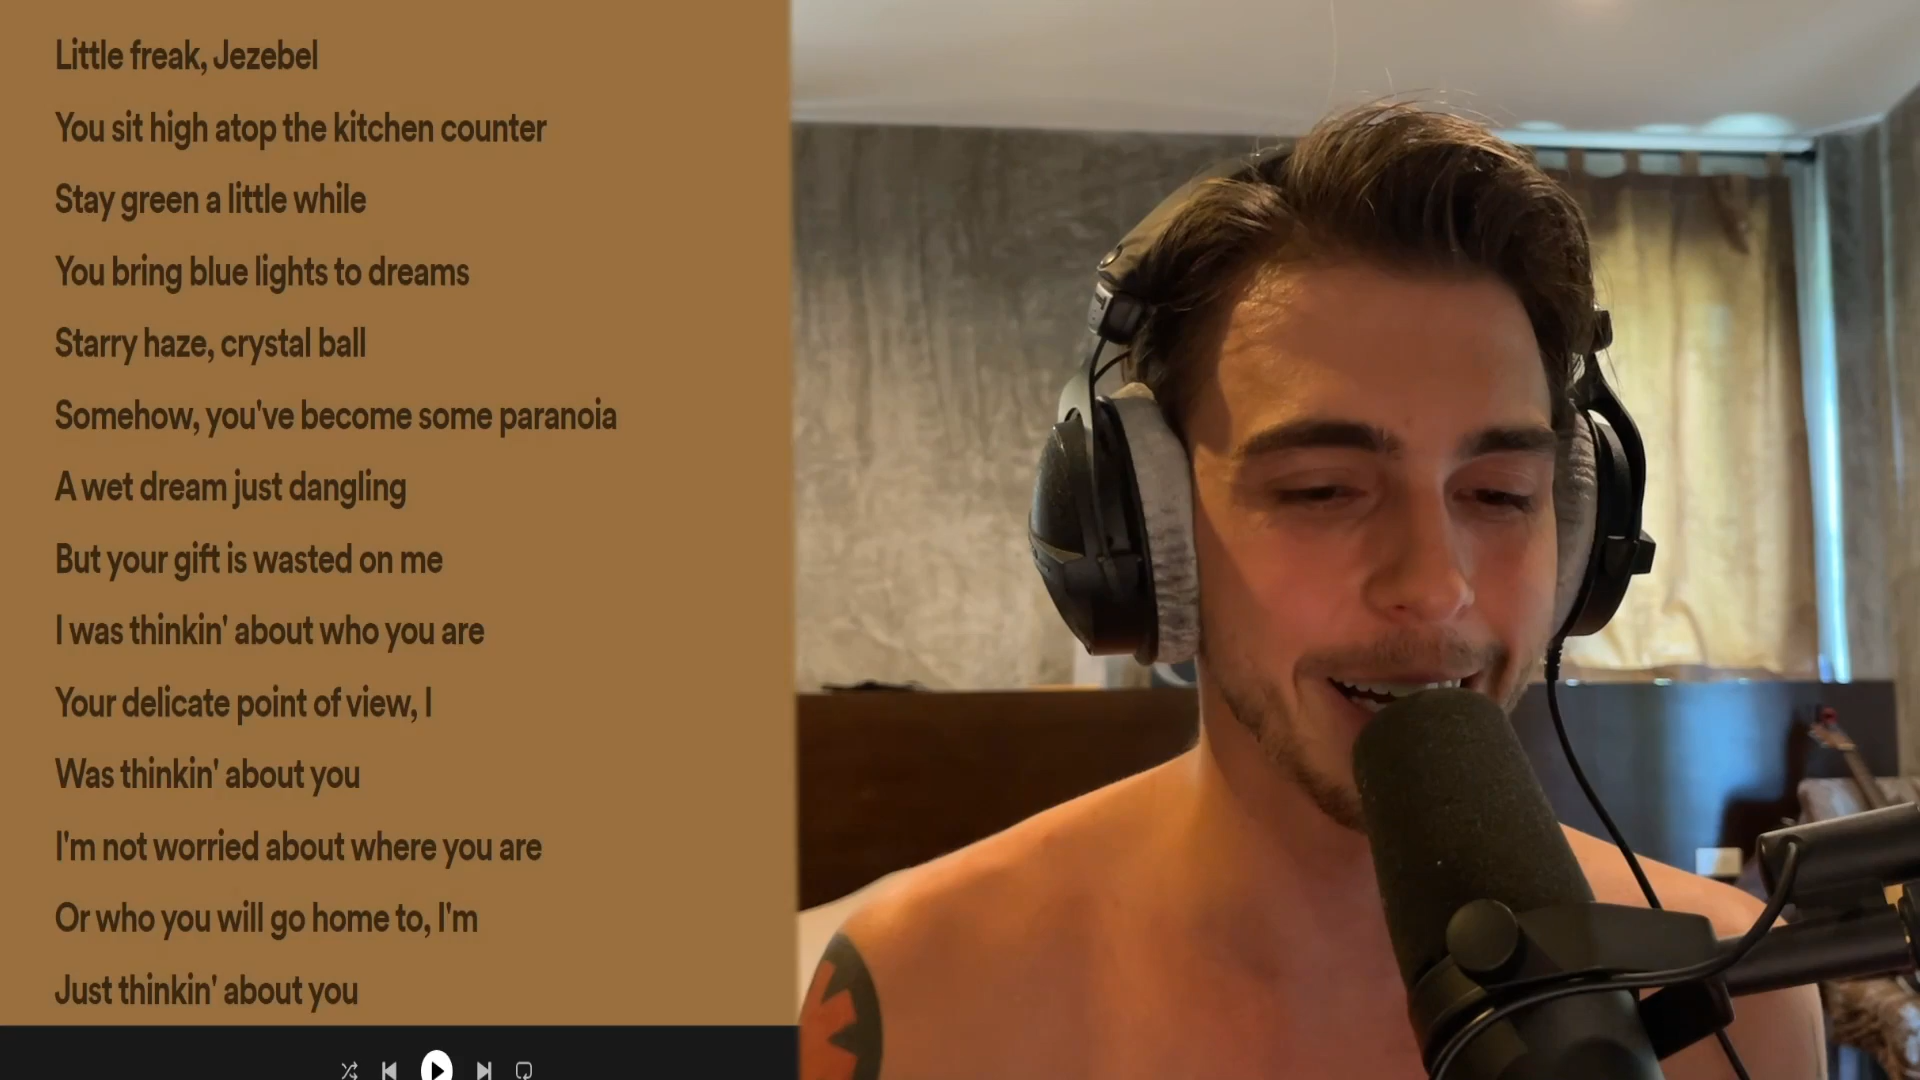 Little freak, Jezebel
You sit high atop the kitchen counter
Stay green a little while
You bring blue lights to dreams
Starry haze, crystal ball
Somehow, you've become some paranoia
A wet dream just dangling
But your gift is wasted on me
I was thinkin' about who you are
Your delicate point of view, I
Was thinkin' about you
I'm not worried about where you are
Or who you will go home to, I'm
Just thinkin' about you